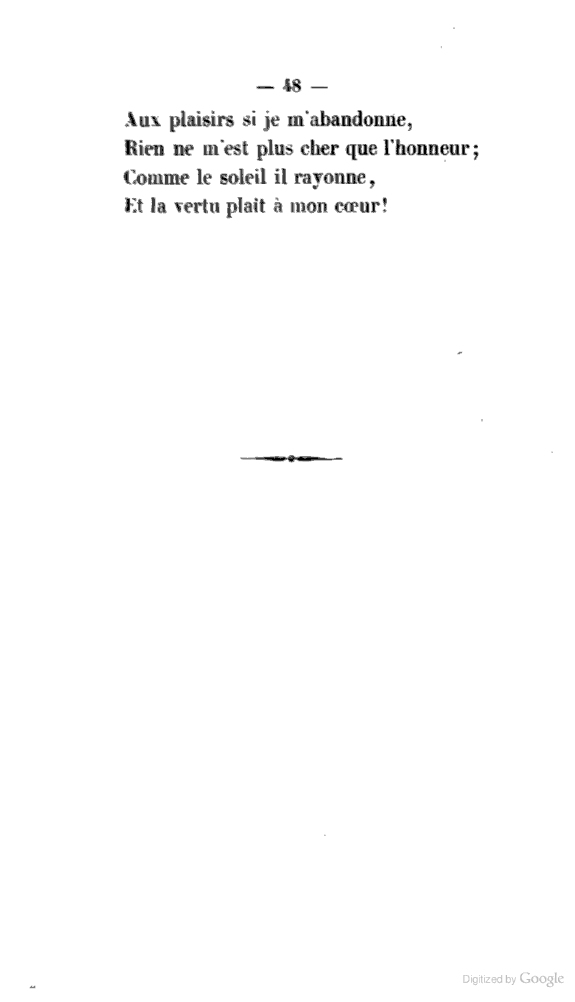 — 48 —
Aux plaisirs si je m'abandonne,
Rien ne m'est plus cher que l'honneur;
Comme le soleil il rayonne,
Et la vertu plait à mon cœur!
Digitized by Google